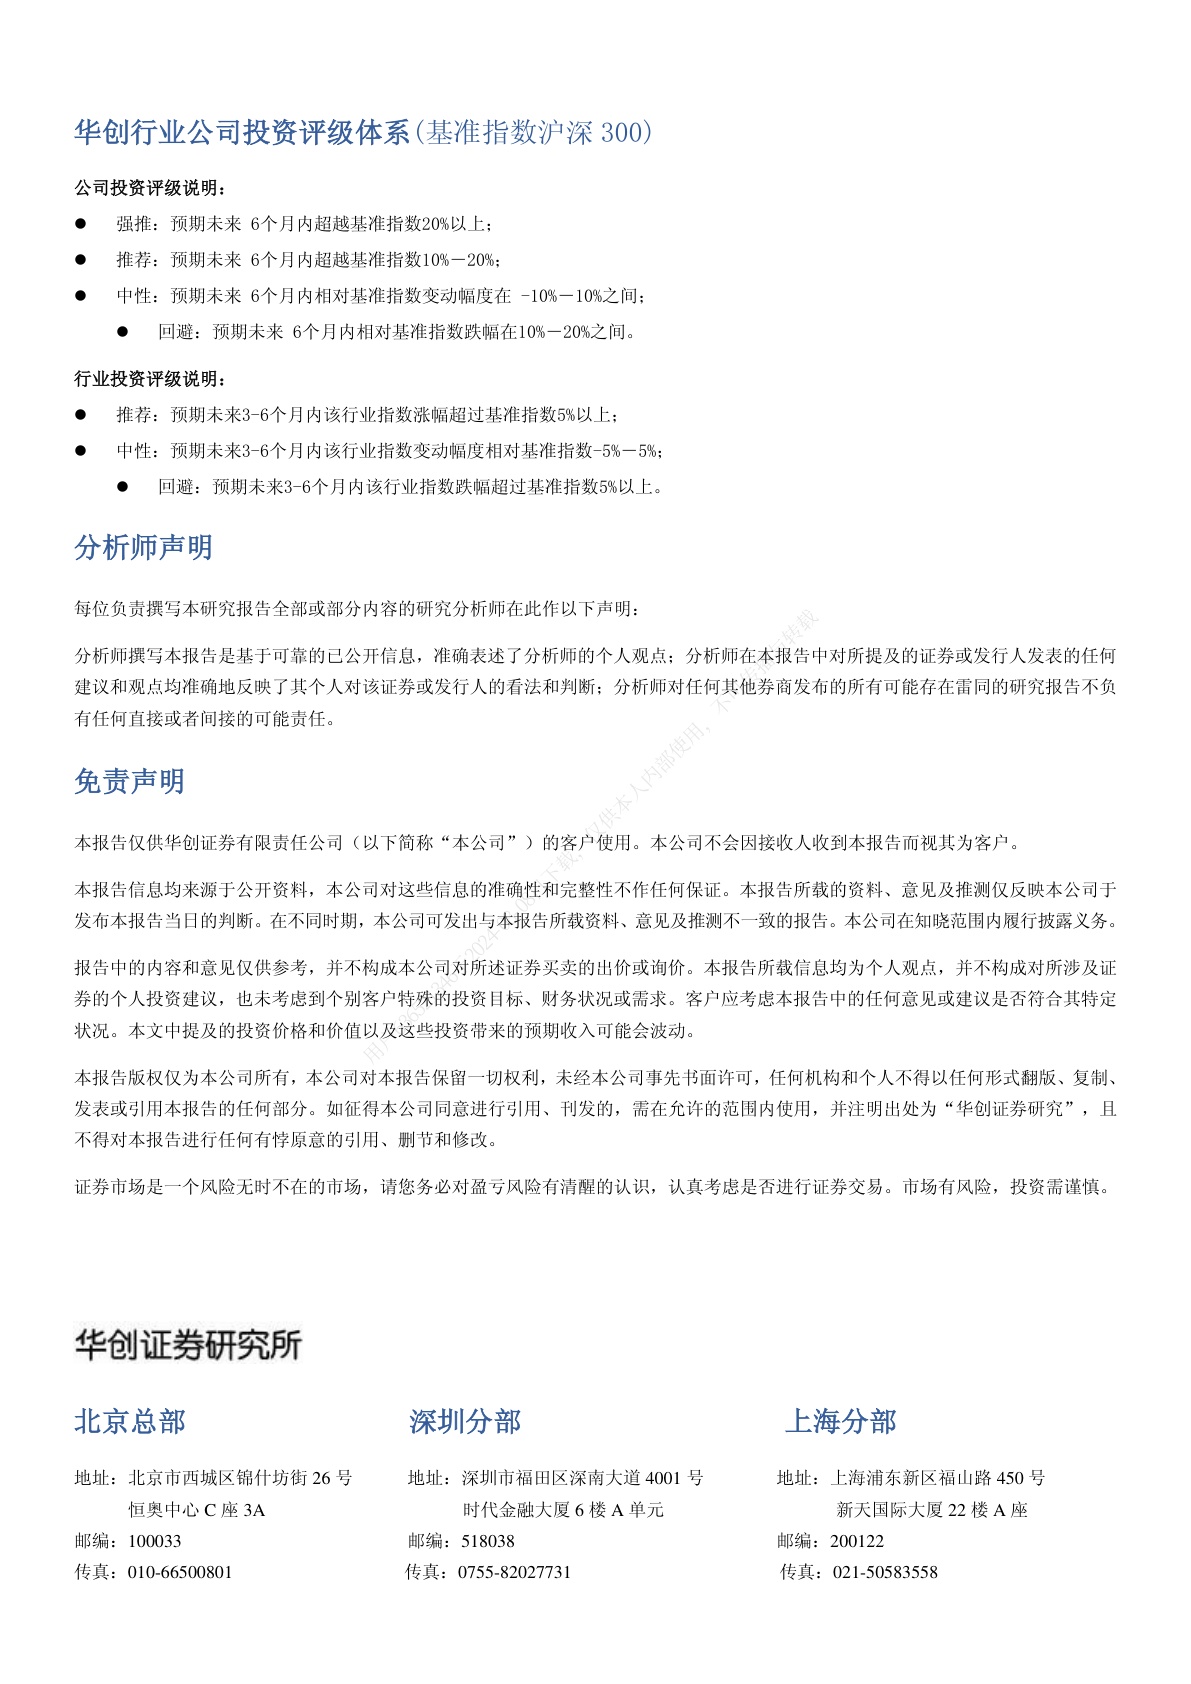 华创行业公司投资评级体系(基准指数沪深 300)
公司投资评级说明：
● 强推：预期未来 6个月内超越基准指数20%以上；
● 推荐：预期未来 6个月内超越基准指数10%－20%；
● 中性：预期未来 6个月内相对基准指数变动幅度在 -10%－10%之间；
● 回避：预期未来 6个月内相对基准指数跌幅在10%－20%之间。
行业投资评级说明：
● 推荐：预期未来3-6个月内该行业指数涨幅超过基准指数5%以上；
● 中性：预期未来3-6个月内该行业指数变动幅度相对基准指数-5%－5%；
● 回避：预期未来3-6个月内该行业指数跌幅超过基准指数5%以上。
分析师声明
每位负责撰写本研究报告全部或部分内容的研究分析师在此作以下声明：
分析师撰写本报告是基于可靠的已公开信息，准确表述了分析师的个人观点；分析师在本报告中对所提及的证券或发行人发表的任何
建议和观点均准确地反映了其个人对该证券或发行人的看法和判断；分析师对任何其他券商发布的所有可能存在雷同的研究报告不负
有任何直接或者间接的可能责任。
免责声明
本报告仅供华创证券有限责任公司（以下简称“本公司”）的客户使用。本公司不会因接收人收到本报告而视其为客户。
本报告信息均来源于公开资料，本公司对这些信息的准确性和完整性不作任何保证。本报告所载的资料、意见及推测仅反映本公司于
发布本报告当日的判断。在不同时期，本公司可发出与本报告所载资料、意见及推测不一致的报告。本公司在知晓范围内履行披露义务。
报告中的内容和意见仅供参考，并不构成本公司对所述证券买卖的出价或询价。本报告所载信息均为个人观点，并不构成对所涉及证
券的个人投资建议，也未考虑到个别客户特殊的投资目标、财务状况或需求。客户应考虑本报告中的任何意见或建议是否符合其特定
状况。本文中提及的投资价格和价值以及这些投资带来的预期收入可能会波动。
本报告版权仅为本公司所有，本公司对本报告保留一切权利，未经本公司事先书面许可，任何机构和个人不得以任何形式翻版、复制、
发表或引用本报告的任何部分。如征得本公司同意进行引用、刊发的，需在允许的范围内使用，并注明出处为“华创证券研究”，且
不得对本报告进行任何有悖原意的引用、删节和修改。
证券市场是一个风险无时不在的市场，请您务必对盈亏风险有清醒的认识，认真考虑是否进行证券交易。市场有风险，投资需谨慎。
华创证券研究所
北京总部 深圳分部 上海分部
地址：北京市西城区锦什坊街 26 号 地址：深圳市福田区深南大道 4001 号 地址：上海浦东新区福山路 450 号
恒奥中心 C 座 3A 时代金融大厦 6 楼 A 单元 新天国际大厦 22 楼 A 座
邮编：100033 邮编：518038 邮编：200122
传真：010-66500801 传真：0755-82027731 传真：021-50583558